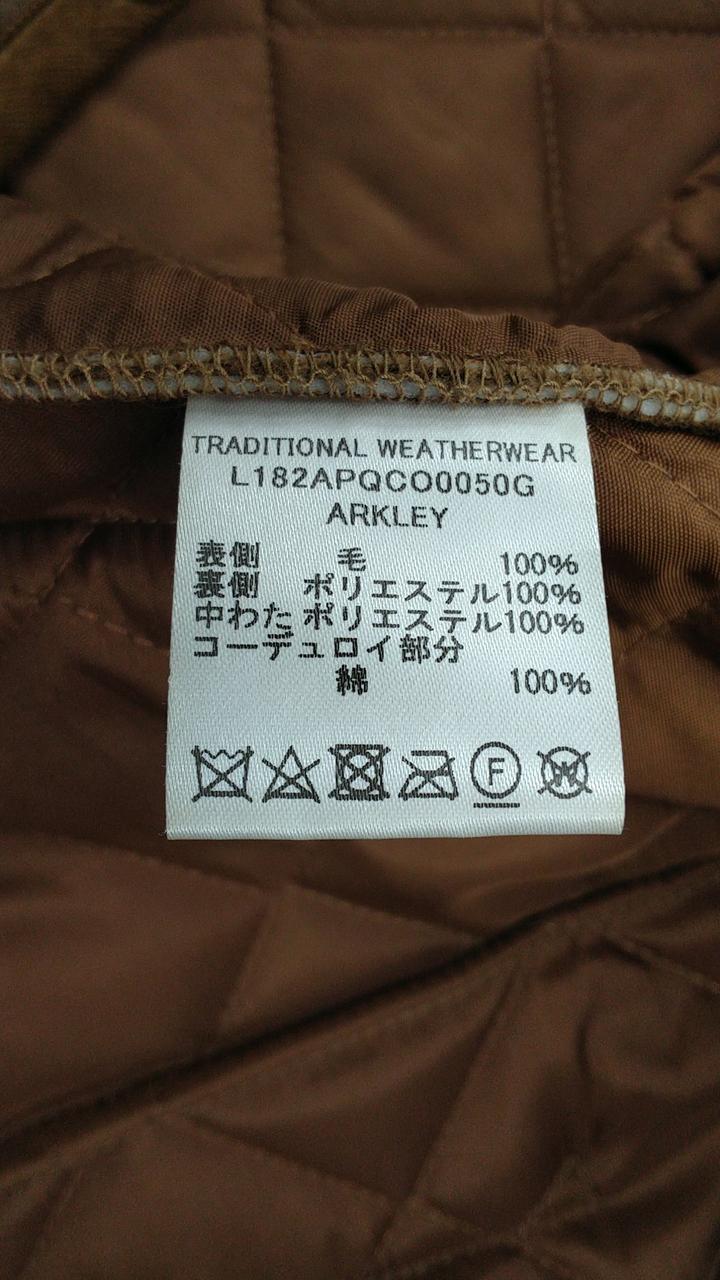 TRADITIONAL WEATHERWEAR
L182APQCO0050G
ARKLEY
表側 毛 100%
裏側 ポリエステル100%
中わた ポリエステル100%
コーデュロイ部分
綿 100%
F W